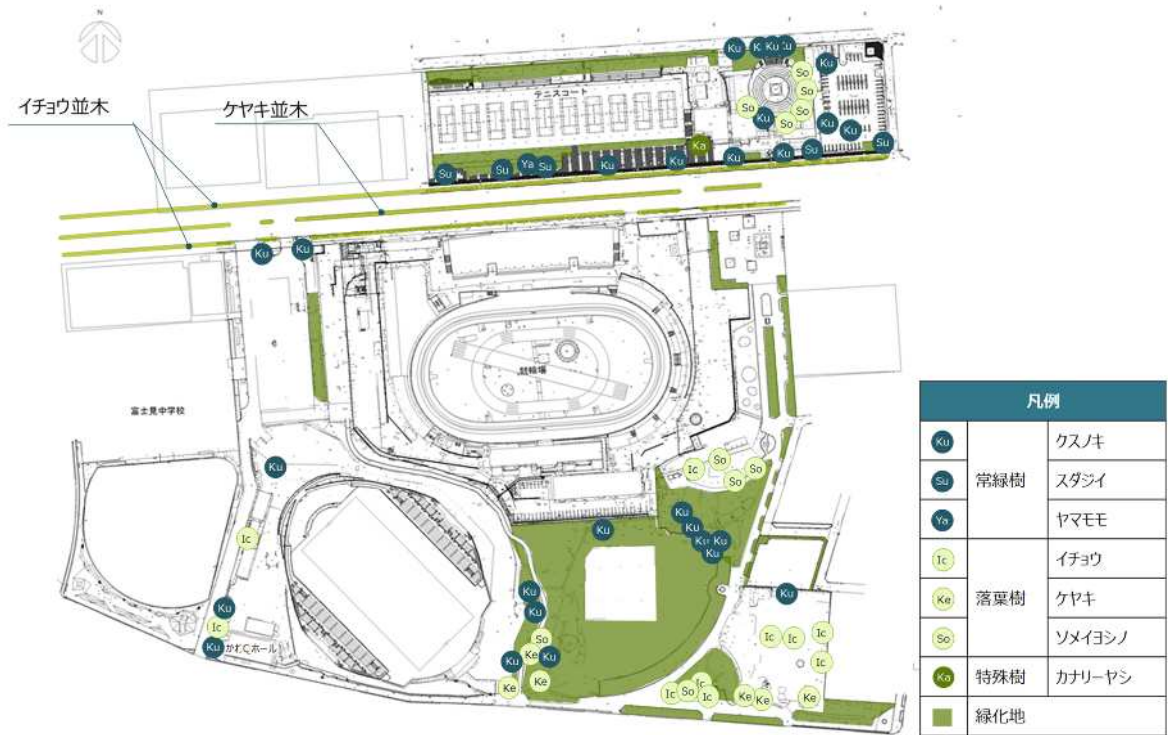 N
イチョウ並木
ケヤキ並木
テニスコート
Ku
Ku
Ku
So
Ku
So
So
So
Ku
So
Ku
Ku
Ka
Su
Su
Ya
Su
Ku
Ku
Ku
Ku
Su
Su
Ku
Ku
競輪場
富士見中学校
Ku
Ic
So
So
So
Ku
Ku
Ku
Ku
Ku
Ku
Ic
Ku
Ku
Ku
Ku
Ic
Ku
かわCホール
So
Ke
Ku
Ku
Ke
Ke
Ic
Ic
Ic
Ic
Ic
So
Ic
Ic
Ke
Ke
Ke
凡例
Ku 常緑樹 クスノキ
Su スダジイ
Ya ヤマモモ
Ic 落葉樹 イチョウ
Ke ケヤキ
So ソメイヨシノ
Ka 特殊樹 カナリーヤシ
緑化地